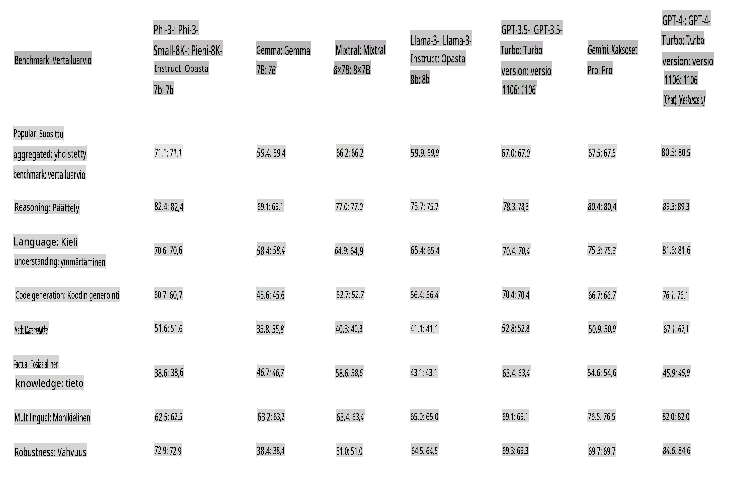 Benchmark: Vertailuarvio
Phi-3-: Phi-3-
Small-8K-: Pieni-8K-
Instruct: Opasta
7b: 7b
Gemma: Gemma
7B: 7B
Mixtral: Mixtral
8×7B: 8×7B
Llama-3-: Llama-3-
Instruct: Opasta
8b: 8b
GPT-3.5-: GPT-3.5-
Turbo: Turbo
version: versio
1106: 1106
Gemini: Kaksoset
Pro: Pro
GPT-4-: GPT-4-
Turbo: Turbo
version: versio
1106: 1106
(Chat):
Popular: Suosittu
aggregated: yhdistetty
benchmark: vertailuarvio
71.1: 71,1
59.4: 59,4
66.2: 66,2
59.9: 59,9
67.0: 67,0
67.5: 67,5
80.5: 80,5
Reasoning: Päättely
82.4: 82,4
69.1: 69,1
77.0: 77,0
75.7: 75,7
78.3: 78,3
80.4: 80,4
89.3: 89,3
Language: Kieli
understanding: ymmärtäminen
70.6: 70,6
58.4: 58,4
64.9: 64,9
65.4: 65,4
70.4: 70,4
75.3: 75,3
81.6: 81,6
Code generation: Koodin generointi
60.7: 60,7
45.6: 45,6
52.7: 52,7
56.4: 56,4
70.4: 70,4
66.7: 66,7
76.1: 76,1
51.6: 51,6
35.8: 35,8
40.3: 40,3
41.1: 41,1
52.8: 52,8
50.9: 50,9
67.1: 67,1
Factual:
knowledge: tieto
38.6: 38,6
46.7: 46,7
58.6: 58,6
43.1: 43,1
63.4: 63,4
54.6: 54,6
45.9: 45,9
Multilingual: Monikielinen
62.5: 62,5
63.2: 63,2
63.4: 63,4
65.0: 65,0
69.1: 69,1
76.5: 76,5
82.0: 82,0
Robustness: Vahvuus
72.9: 72,9
38.4: 38,4
51.0: 51,0
64.5: 64,5
69.3: 69,3
69.7: 69,7
84.6: 84,6